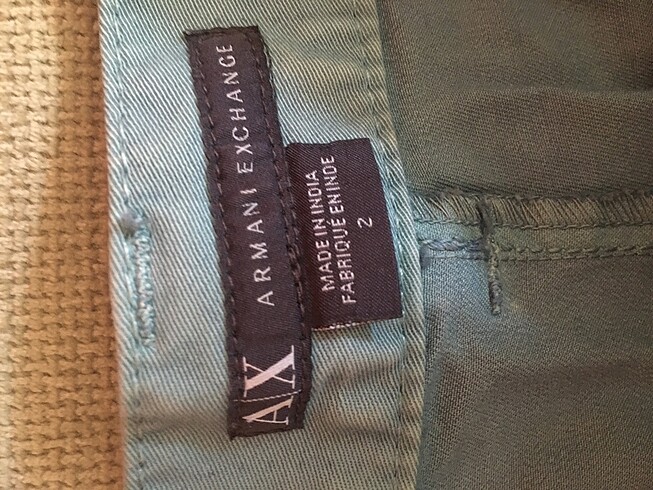 A|X ARMANI EXCHANGE
MADE IN INDIA
FABRIQUÉ EN INDE
2